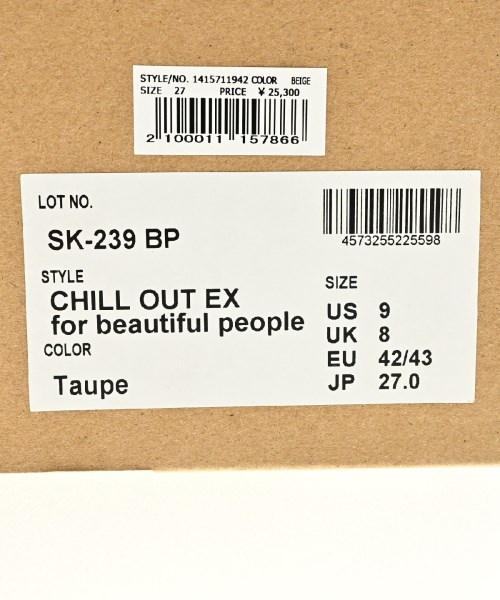 STYLE/NO. 1415711942 COLOR BEIGE
SIZE 27 PRICE ¥ 25,300
2 100011 157866
LOT NO.
SK-239 BP
4573255225598
STYLE
CHILL OUT EX
for beautiful people
COLOR
Taupe
SIZE
US 9
UK 8
EU 42/43
JP 27.0